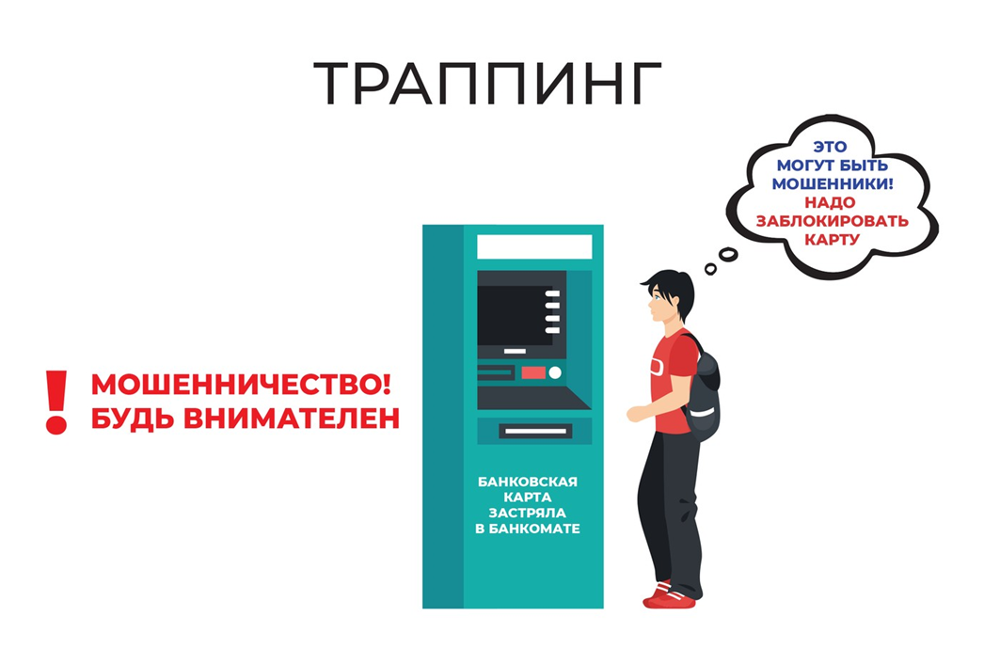 ТРАППИНГ
ЭТО
МОГУТ БЫТЬ
МОШЕННИКИ!
НАДО
ЗАБЛОКИРОВАТЬ
КАРТУ
! МОШЕННИЧЕСТВО!
БУДЬ ВНИМАТЕЛЕН
БАНКОВСКАЯ
КАРТА
ЗАСТРЯЛА
В БАНКОМАТЕ